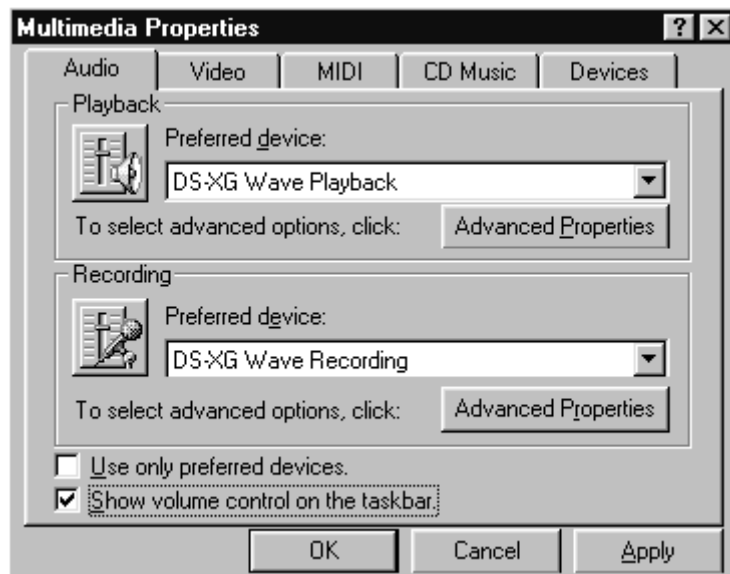 Multimedia Properties
Audio Video MIDI CD Music Devices
Playback
Preferred device:
DS-XG Wave Playback
To select advanced options, click: Advanced Properties
Recording
Preferred device:
DS-XG Wave Recording
To select advanced options, click: Advanced Properties
Use only preferred devices.
Show volume control on the taskbar.
OK Cancel Apply